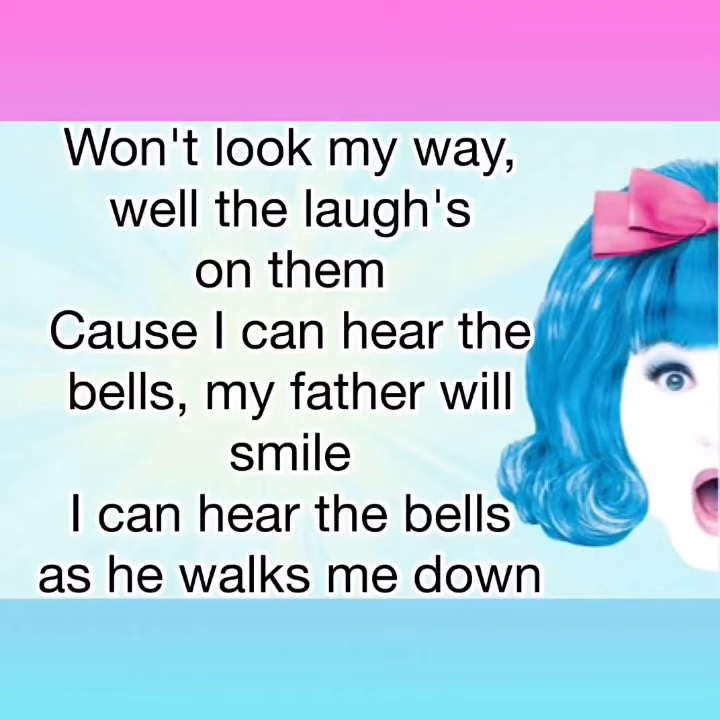 Won't look my way,
well the laugh's
on them
Cause I can hear the
bells, my father will
smile
I can hear the bells
as he walks me down